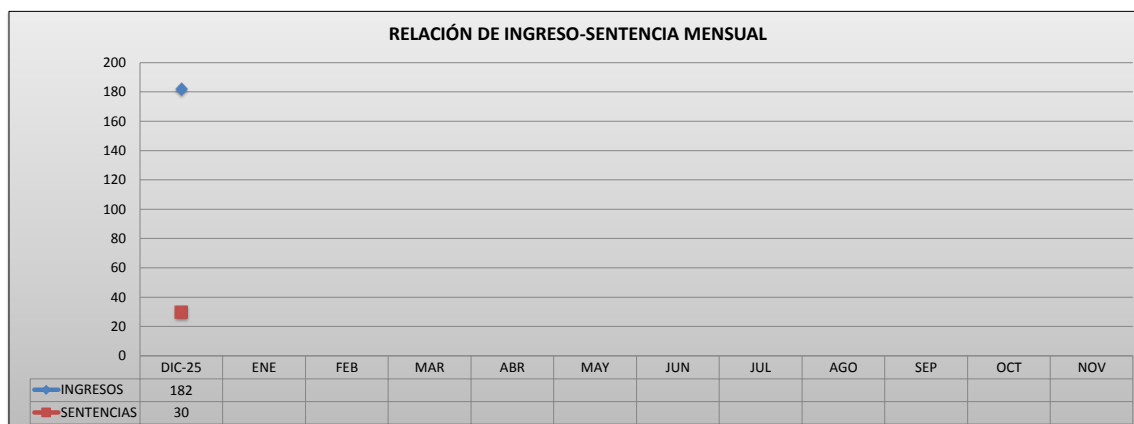 RELACIÓN DE INGRESO-SENTENCIA MENSUAL
200
180
160
140
120
100
80
60
40
20
0
DIC-25 ENE FEB MAR ABR MAY JUN JUL AGO SEP OCT NOV
INGRESOS 182
SENTENCIAS 30